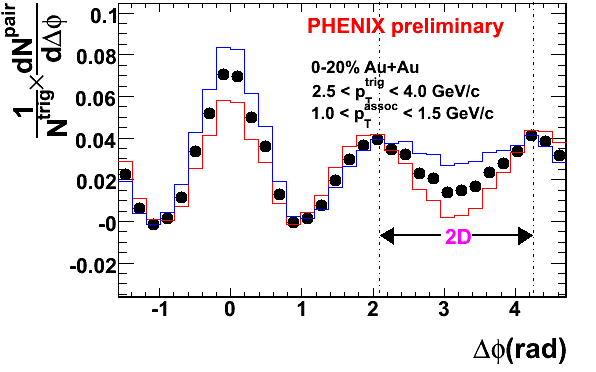 PHENIX preliminary
0-20% Au+Au
2.5 < p_T^trig < 4.0 GeV/c
1.0 < p_T^assoc < 1.5 GeV/c
1/N^trig × dN^pair/dΔϕ
0.1
0.08
0.06
0.04
0.02
-0
-0.02
2D
-1 0 1 2 3 4
Δϕ(rad)